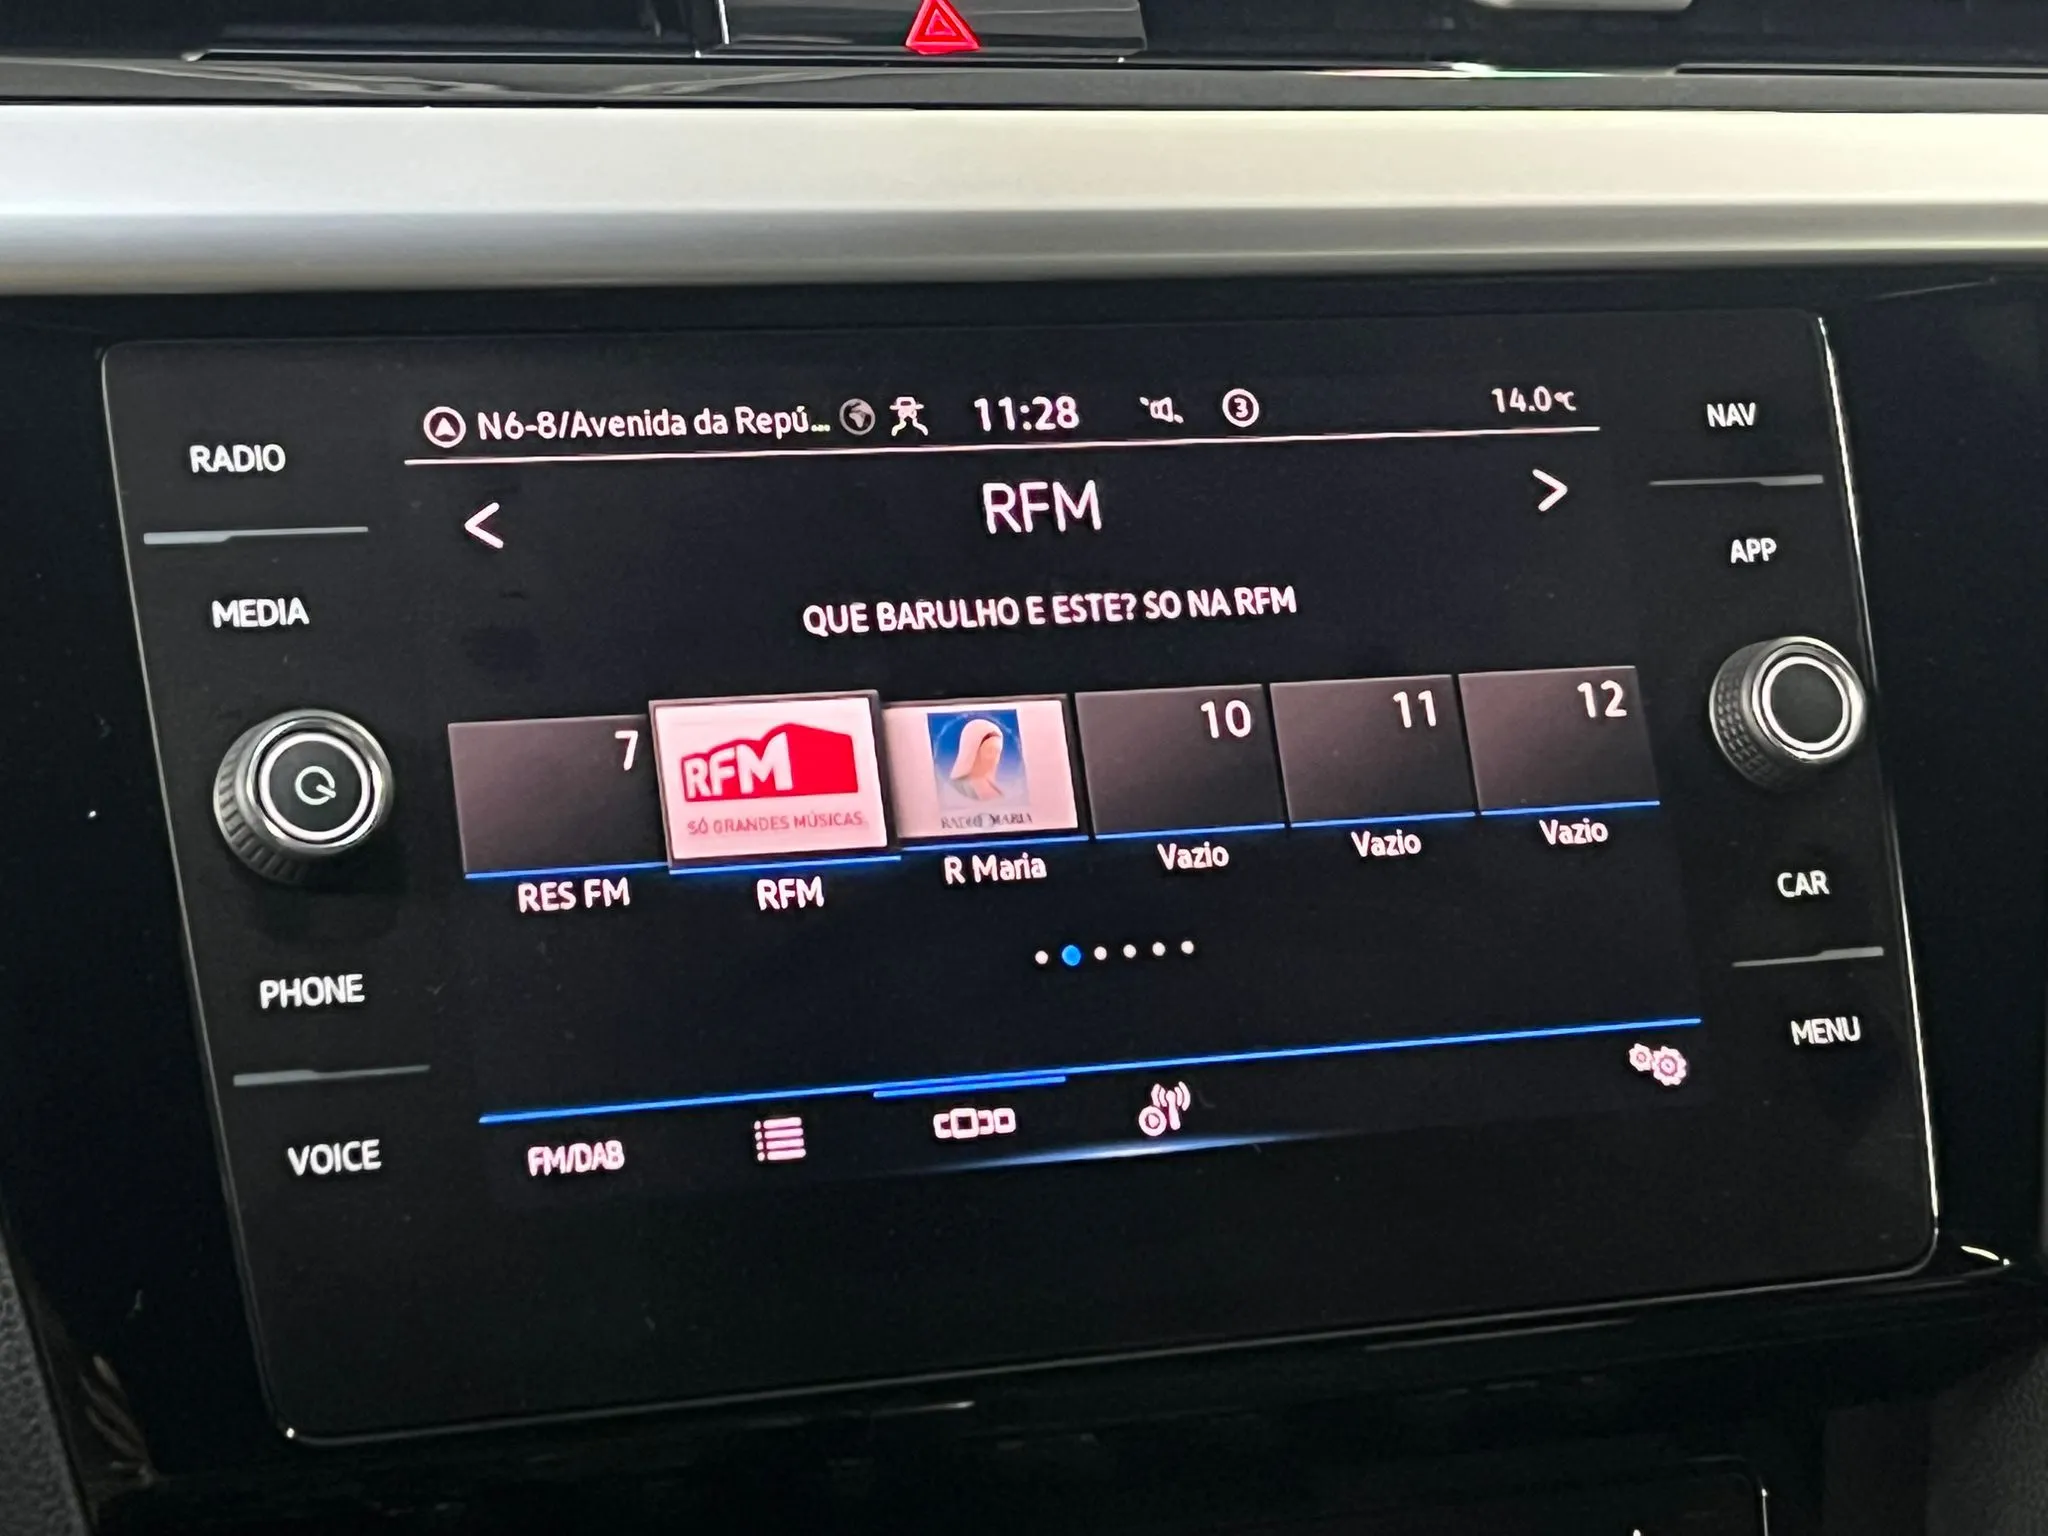 RADIO
MEDIA
PHONE
VOICE
N6-8/Avenida da Repú...
11:28
3
14.0°C
RFM
QUE BARULHO E ESTE? SO NA RFM
7
RES FM
RFM
SÓ GRANDES MÚSICAS.
RFM
RADIO MARIA
R Maria
10
Vazio
11
Vazio
12
Vazio
FM/DAB
NAV
APP
CAR
MENU